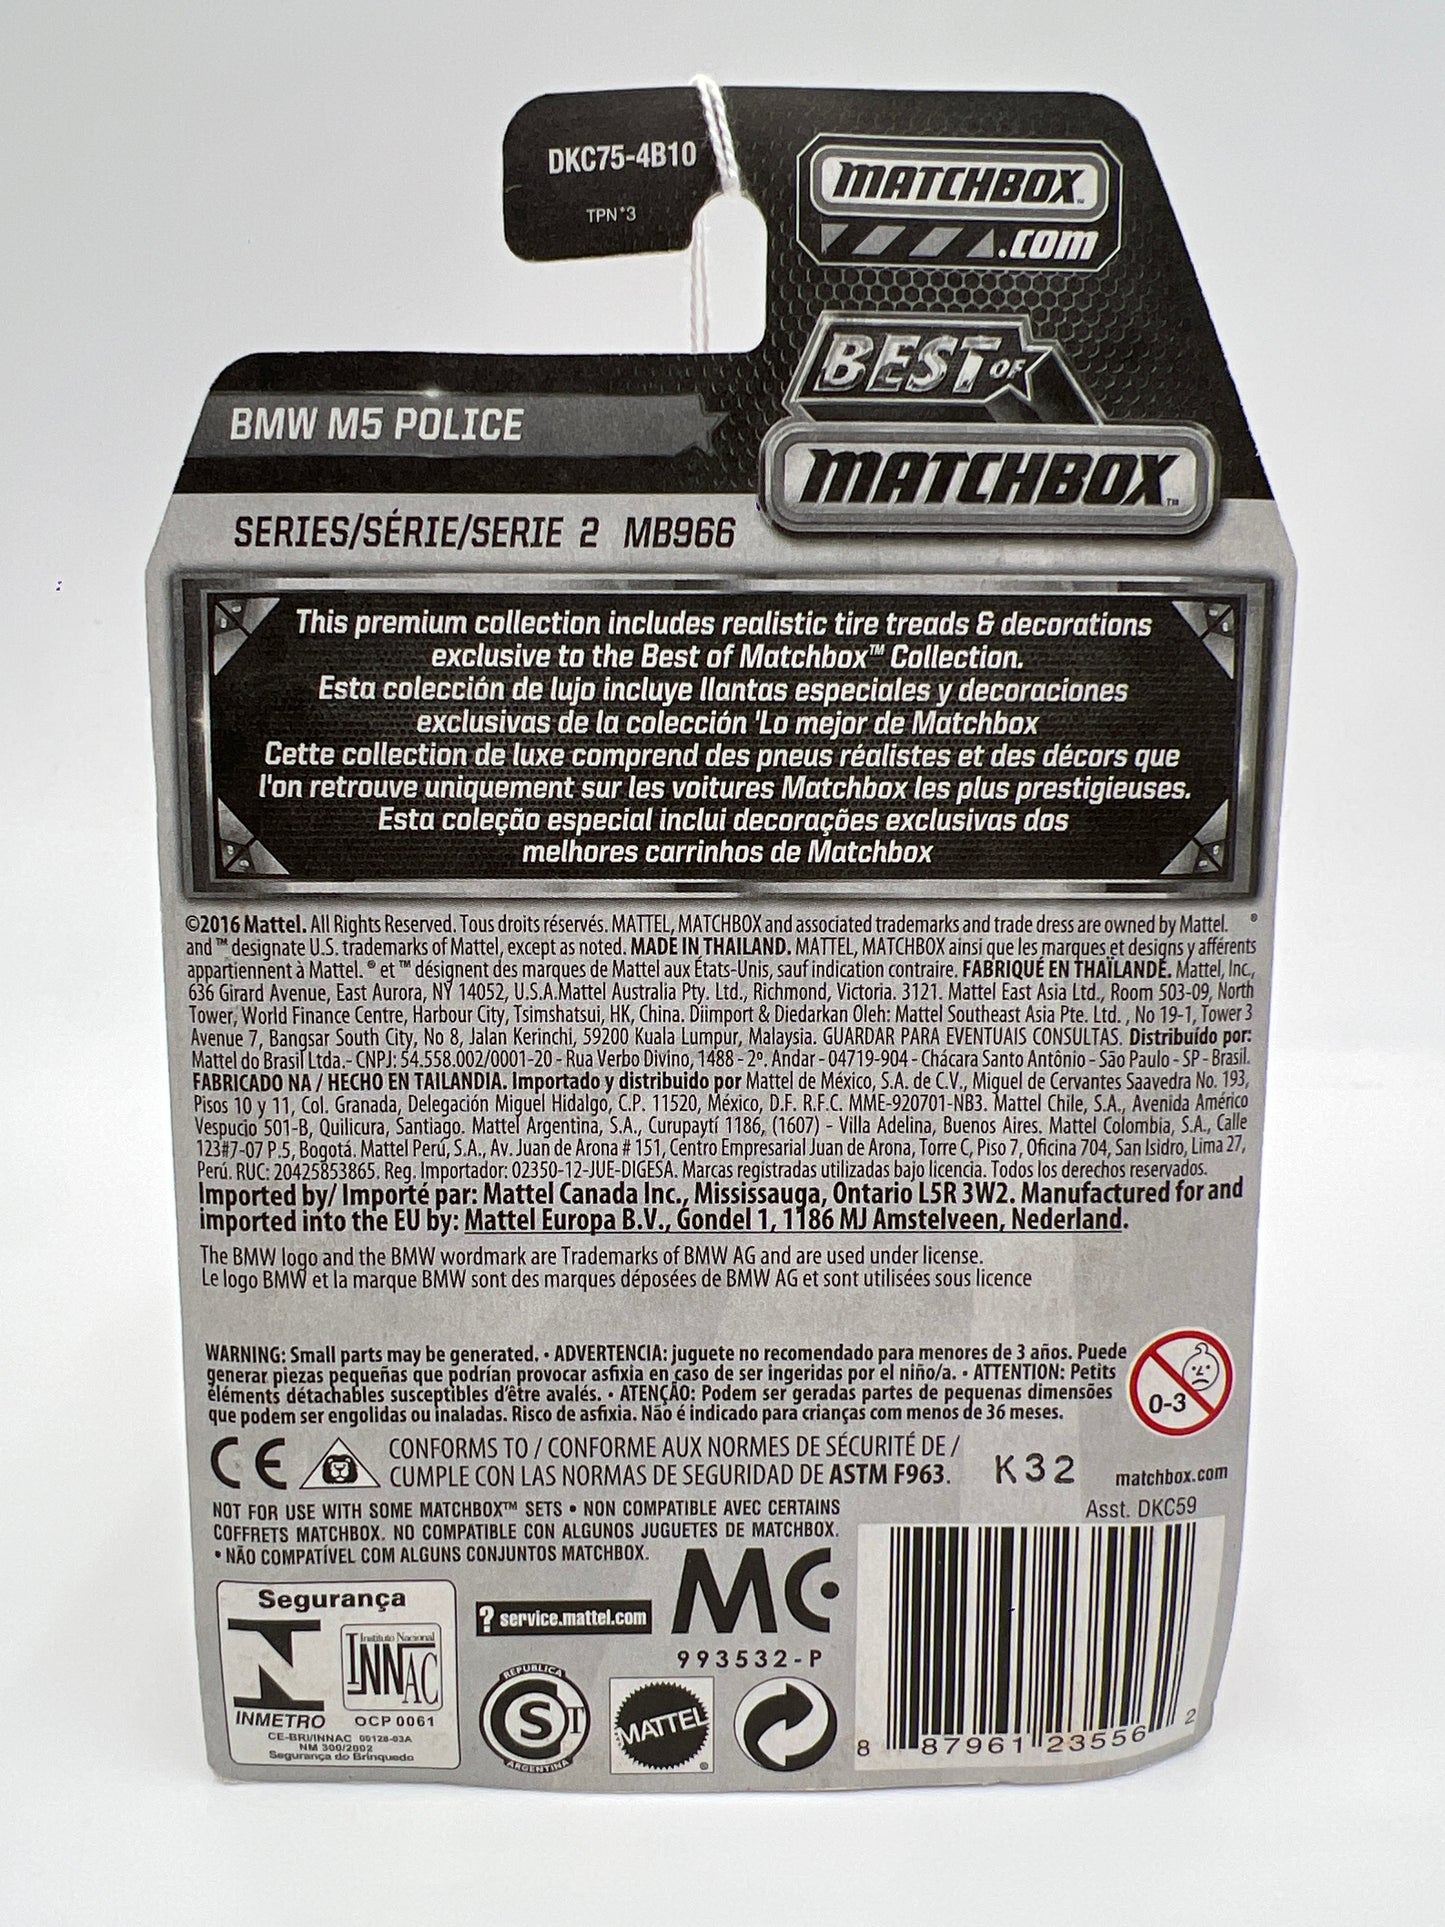 DKC75-4B10
TPN*3
MATCHBOX
.COM
BEST OF
MATCHBOX™
BMW M5 POLICE
SERIES/SÉRIE/SERIE 2 MB966
This premium collection includes realistic tire treads & decorations
exclusive to the Best of Matchbox™ Collection.
Esta colección de lujo incluye llantas especiales y decoraciones
exclusivas de la colección 'Lo mejor de Matchbox
Cette collection de luxe comprend des pneus réalistes et des décors que
l'on retrouve uniquement sur les voitures Matchbox les plus prestigieuses.
Esta coleção especial inclui decorações exclusivas dos
melhores carrinhos de Matchbox
©2016 Mattel. All Rights Reserved. Tous droits réservés. MATTEL, MATCHBOX and associated trademarks and trade dress are owned by Mattel. ®
and ™ designate U.S. trademarks of Mattel, except as noted. MADE IN THAILAND. MATTEL, MATCHBOX ainsi que les marques et designs y afférents
appartiennent à Mattel. ® et ™ désignent des marques de Mattel aux États-Unis, sauf indication contraire. FABRIQUÉ EN THAÏLANDE. Mattel, Inc.,
636 Girard Avenue, East Aurora, NY 14052, U.S.A.Mattel Australia Pty. Ltd., Richmond, Victoria. 3121. Mattel East Asia Ltd., Room 503-09, North
Tower, World Finance Centre, Harbour City, Tsimshatsui, HK, China. Diimport & Diedarkan Oleh: Mattel Southeast Asia Pte. Ltd. , No 19-1, Tower 3
Avenue 7, Bangsar South City, No 8, Jalan Kerinchi, 59200 Kuala Lumpur, Malaysia. GUARDAR PARA EVENTUAIS CONSULTAS. Distribuído por:
Mattel do Brasil Ltda.- CNPJ: 54.558.002/0001-20 - Rua Verbo Divino, 1488 - 2º. Andar - 04719-904 - Chácara Santo Antônio - São Paulo - SP - Brasil.
FABRICADO NA / HECHO EN TAILANDIA. Importado y distribuido por Mattel de México, S.A. de C.V., Miguel de Cervantes Saavedra No. 193,
Pisos 10 y 11, Col. Granada, Delegación Miguel Hidalgo, C.P. 11520, México, D.F. R.F.C. MME-920701-NB3. Mattel Chile, S.A., Avenida Américo
Vespucio 501-B, Quilicura, Santiago. Mattel Argentina, S.A., Curupaytí 1186, (1607) - Villa Adelina, Buenos Aires. Mattel Colombia, S.A., Calle
123#7-07 P.5, Bogotá. Mattel Perú, S.A., Av. Juan de Arona # 151, Centro Empresarial Juan de Arona, Torre C, Piso 7, Oficina 704, San Isidro, Lima 27,
Perú. RUC: 20425853865. Reg. Importador: 02350-12-JUE-DIGESA. Marcas registradas utilizadas bajo licencia. Todos los derechos reservados.
Imported by/ Importé par: Mattel Canada Inc., Mississauga, Ontario L5R 3W2. Manufactured for and
imported into the EU by: Mattel Europa B.V., Gondel 1, 1186 MJ Amstelveen, Nederland.
The BMW logo and the BMW wordmark are Trademarks of BMW AG and are used under license.
Le logo BMW et la marque BMW sont des marques déposées de BMW AG et sont utilisées sous licence
WARNING: Small parts may be generated. • ADVERTENCIA: juguete no recomendado para menores de 3 años. Puede
generar piezas pequeñas que podrían provocar asfixia en caso de ser ingeridas por el niño/a. • ATTENTION: Petits
éléments détachables susceptibles d'être avalés. • ATENÇÃO: Podem ser geradas partes de pequenas dimensões
que podem ser engolidas ou inaladas. Risco de asfixia. Não é indicado para crianças com menos de 36 meses.
0-3
CE
CONFORMS TO / CONFORME AUX NORMES DE SÉCURITÉ DE /
CUMPLE CON LAS NORMAS DE SEGURIDAD DE ASTM F963.
K32
matchbox.com
Asst. DKC59
NOT FOR USE WITH SOME MATCHBOX™ SETS • NON COMPATIBLE AVEC CERTAINS
COFFRETS MATCHBOX. NO COMPATIBLE CON ALGUNOS JUGUETES DE MATCHBOX.
• NÃO COMPATÍVEL COM ALGUNS CONJUNTOS MATCHBOX.
Segurança
Instituto Nacional
INNAC
INMETRO OCP 0061
CE-BRI/INNAC 00128-03A
NM 300/2002
Segurança do Brinquedo
? service.mattel.com
MC
993532-P
REPUBLICA
S
ARGENTINA
MATTEL
8 87961 23556 2